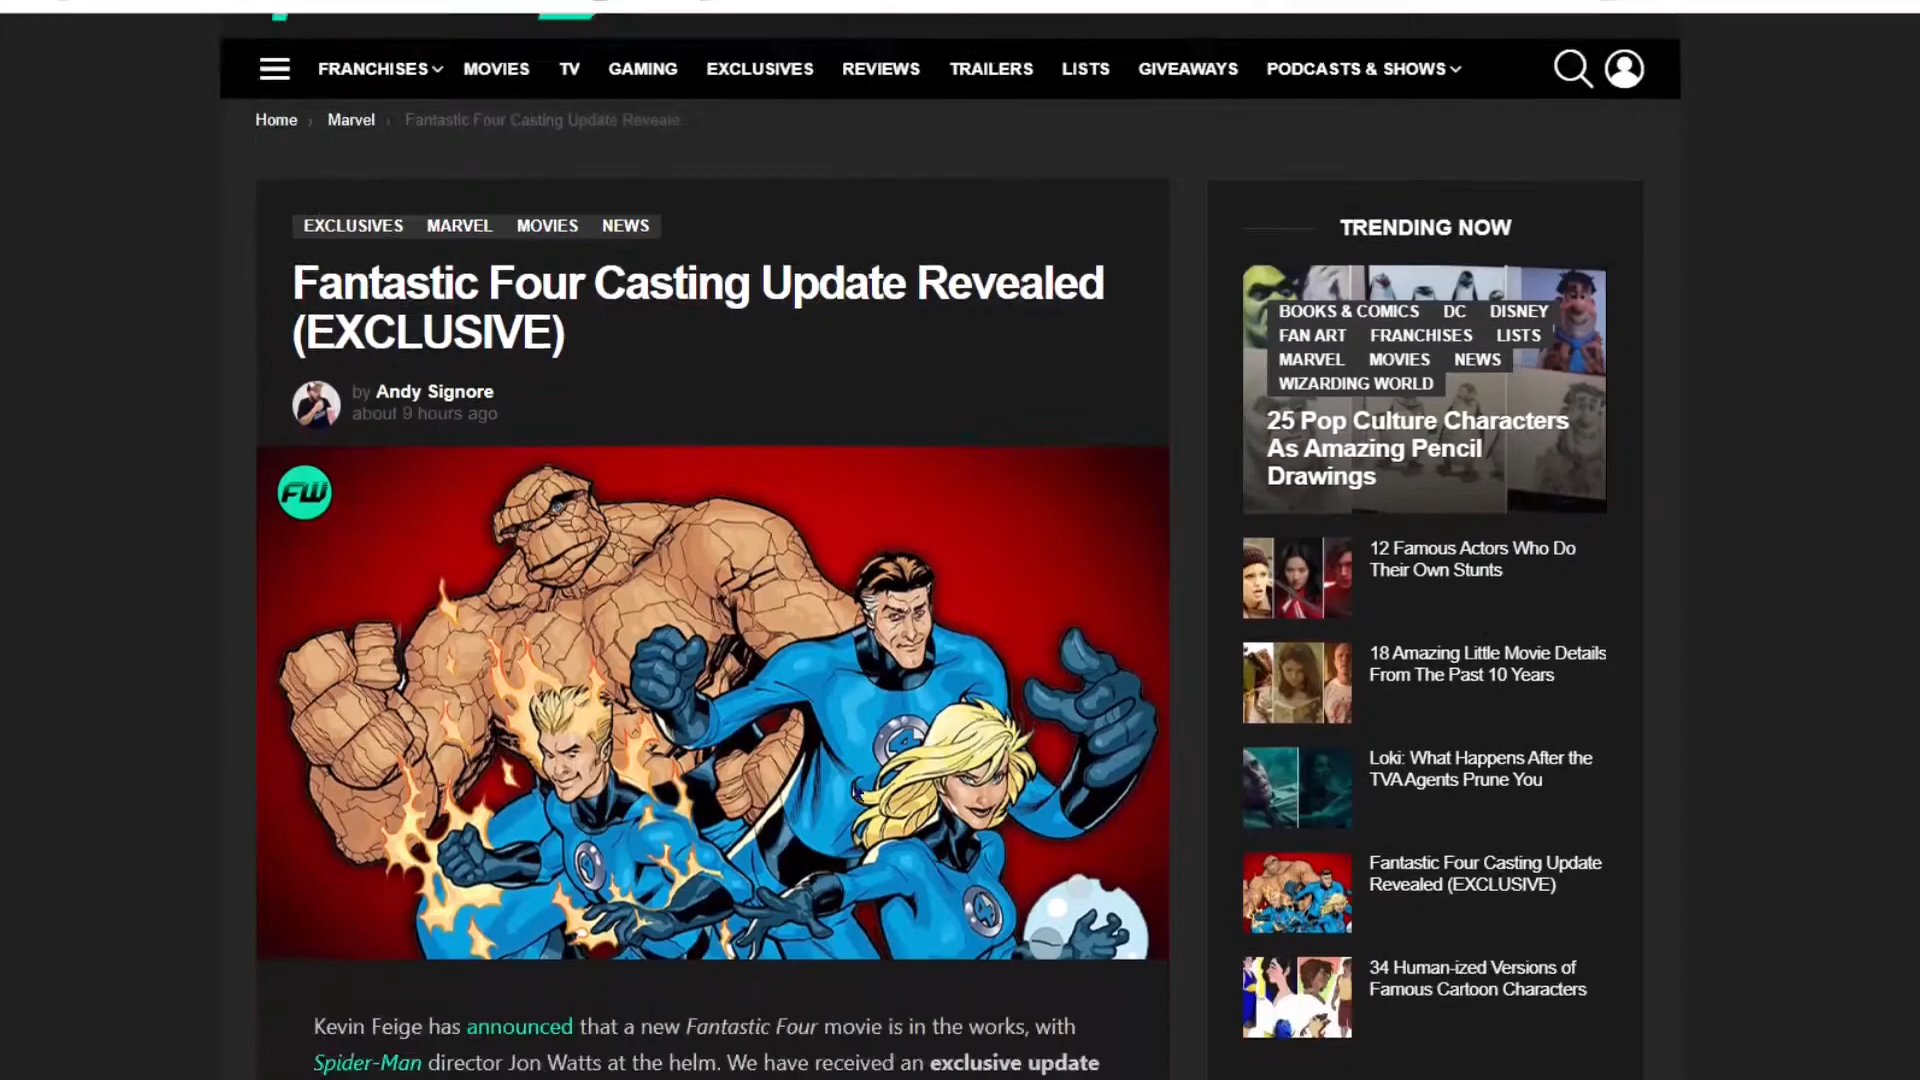 FRANCHISES MOVIES TV GAMING EXCLUSIVES REVIEWS TRAILERS LISTS GIVEAWAYS PODCASTS & SHOWS
Home › Marvel › Fantastic Four Casting Update Reveale...
EXCLUSIVES MARVEL MOVIES NEWS
Fantastic Four Casting Update Revealed
(EXCLUSIVE)
by Andy Signore
about 9 hours ago
FW
4
Kevin Feige has announced that a new Fantastic Four movie is in the works, with
Spider-Man director Jon Watts at the helm. We have received an exclusive update
TRENDING NOW
BOOKS & COMICS DC DISNEY
FAN ART FRANCHISES LISTS
MARVEL MOVIES NEWS
WIZARDING WORLD
25 Pop Culture Characters
As Amazing Pencil
Drawings
12 Famous Actors Who Do
Their Own Stunts
18 Amazing Little Movie Details
From The Past 10 Years
Loki: What Happens After the
TVA Agents Prune You
Fantastic Four Casting Update
Revealed (EXCLUSIVE)
34 Human-ized Versions of
Famous Cartoon Characters